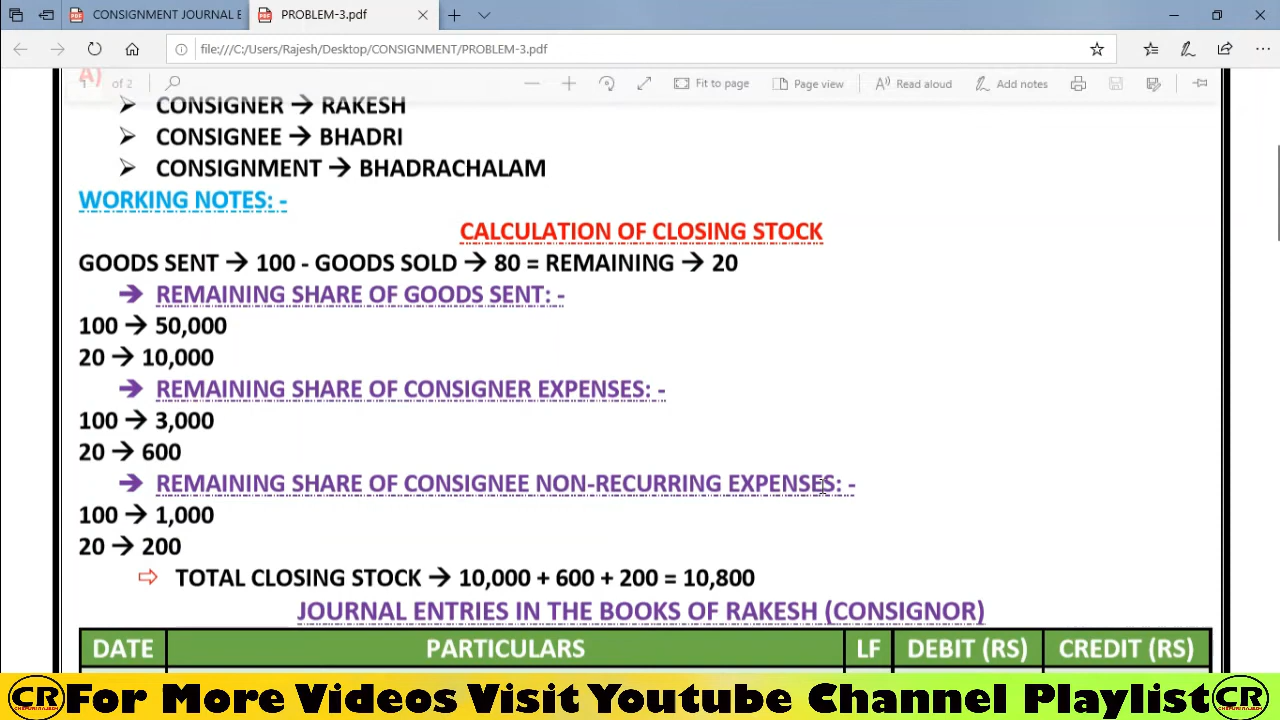 CONSIGNMENT JOURNAL E
PROBLEM-3.pdf
file:///C:/Users/Rajesh/Desktop/CONSIGNMENT/PROBLEM-3.pdf
A)
1 of 2
Fit to page
Page view
Read aloud
Add notes
➢ CONSIGNER → RAKESH
➢ CONSIGNEE → BHADRI
➢ CONSIGNMENT → BHADRACHALAM
WORKING NOTES: -
CALCULATION OF CLOSING STOCK
GOODS SENT → 100 - GOODS SOLD → 80 = REMAINING → 20
→ REMAINING SHARE OF GOODS SENT: -
100 → 50,000
20 → 10,000
→ REMAINING SHARE OF CONSIGNER EXPENSES: -
100 → 3,000
20 → 600
→ REMAINING SHARE OF CONSIGNEE NON-RECURRING EXPENSES: -
100 → 1,000
20 → 200
⇨ TOTAL CLOSING STOCK → 10,000 + 600 + 200 = 10,800
JOURNAL ENTRIES IN THE BOOKS OF RAKESH (CONSIGNOR)
DATE PARTICULARS LF DEBIT (RS) CREDIT (RS)
CR For More Videos Visit Youtube Channel Playlist CR